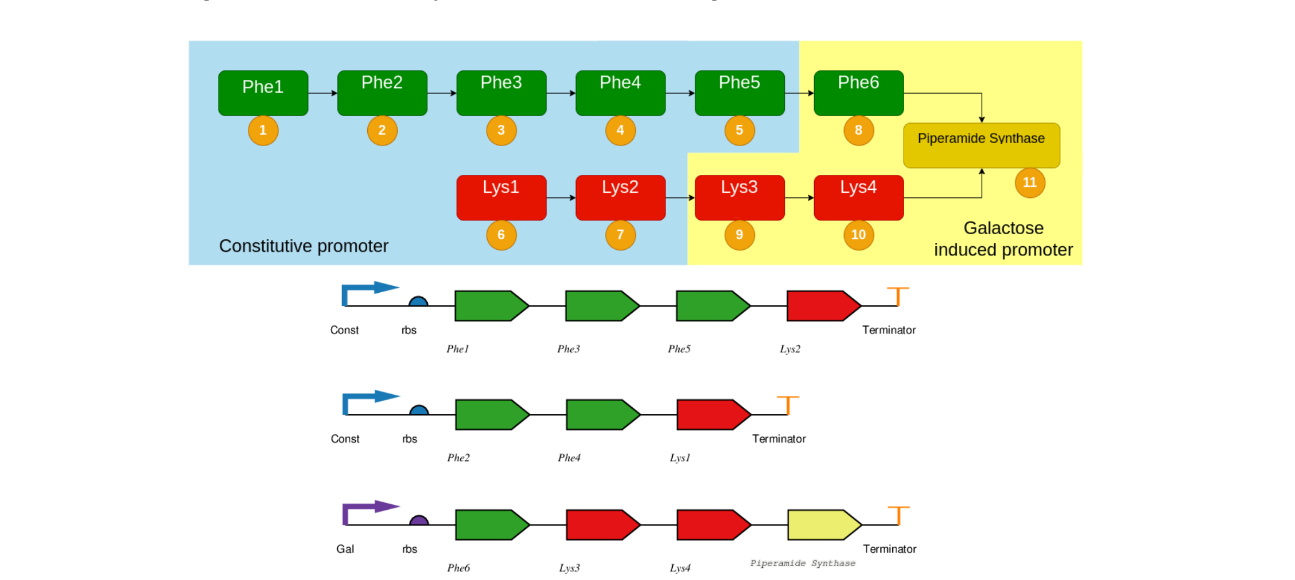 Phe1
Phe2
Phe3
Phe4
Phe5
Phe6
1
2
3
4
5
8
Piperamide Synthase
11
Lys1
Lys2
Lys3
Lys4
6
7
9
10
Constitutive promoter
Galactose
induced promoter
Const
rbs
Terminator
Phe1
Phe3
Phe5
Lys2
Const
rbs
Terminator
Phe2
Phe4
Lys1
Gal
rbs
Terminator
Phe6
Lys3
Lys4
Piperamide Synthase